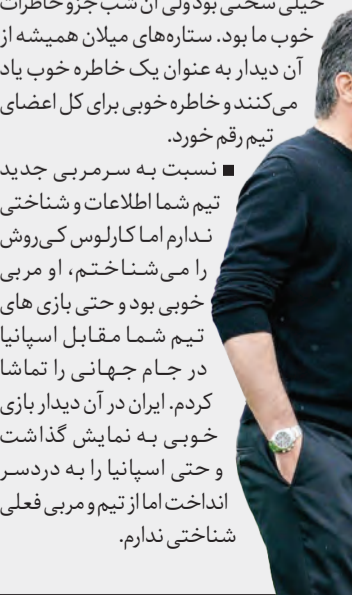 خیلی سختی بود ولی آن شب جزو خاطرات
خوب ما بود. ستاره‌های میلان همیشه از
آن دیدار به عنوان یک خاطره خوب یاد
می‌کنند و خاطره خوبی برای کل اعضای
تیم رقم خورد.
■ نسبت به سرمربی جدید
تیم شما اطلاعات و شناختی
ندارم اما کارلوس کی‌روش
را می‌شناختم، او مربی
خوبی بود و حتی بازی های
تیم شما مقابل اسپانیا
در جام جهانی را تماشا
کردم. ایران در آن دیدار بازی
خوبی به نمایش گذاشت
و حتی اسپانیا را به دردسر
انداخت اما از تیم و مربی فعلی
شناختی ندارم.